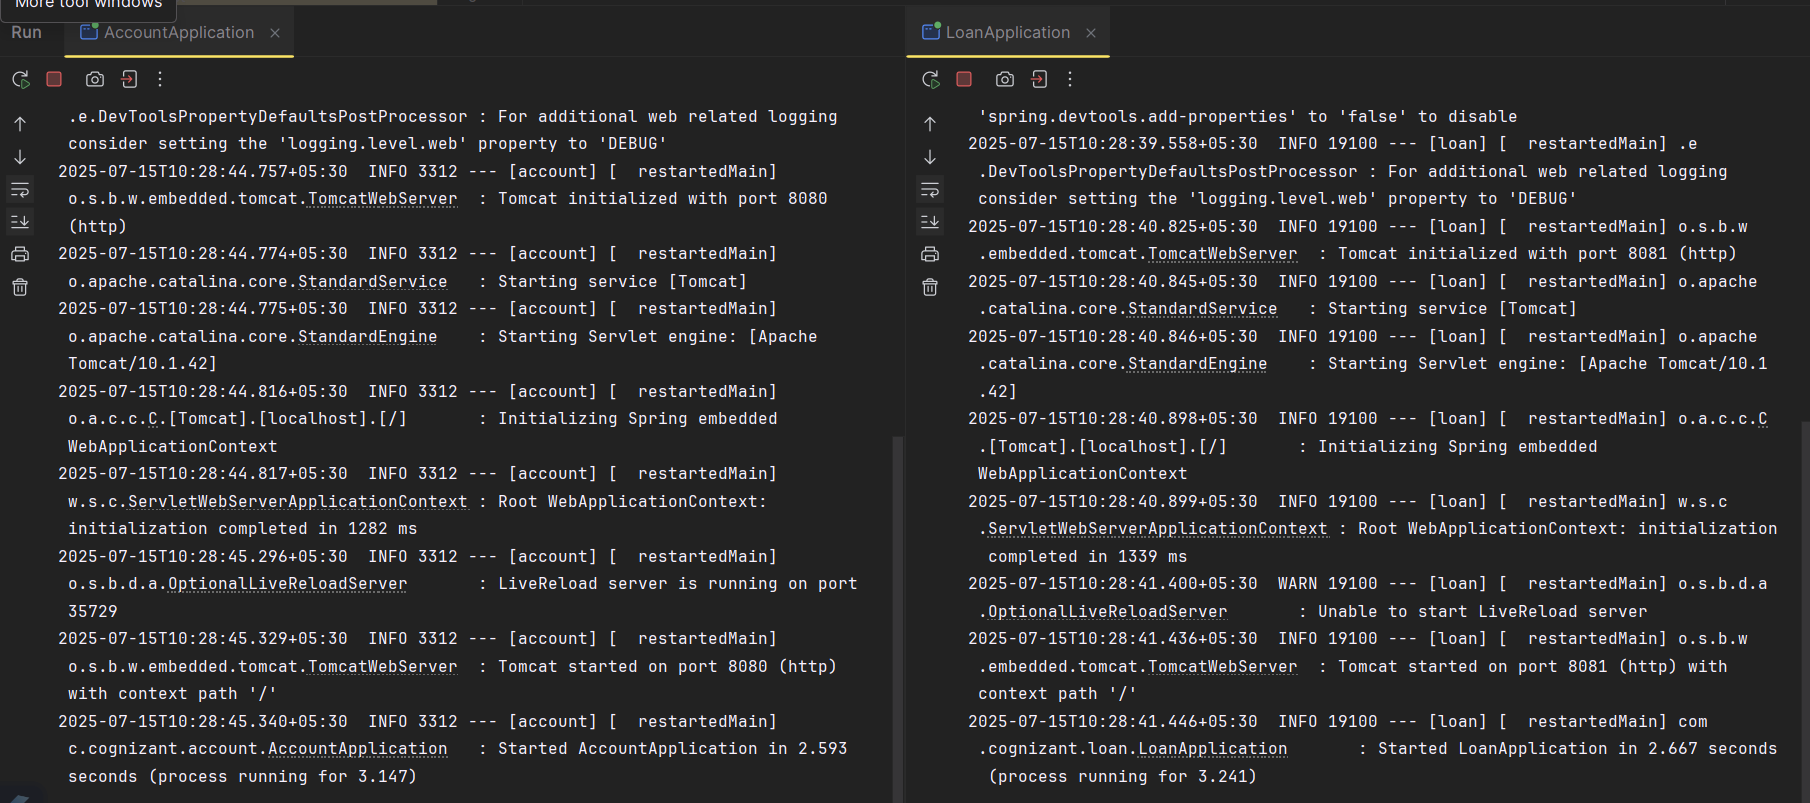 More tool windows
Run
AccountApplication
.e.DevToolsPropertyDefaultsPostProcessor : For additional web related logging
consider setting the 'logging.level.web' property to 'DEBUG'
2025-07-15T10:28:44.757+05:30  INFO 3312 --- [account] [  restartedMain]
o.s.b.w.embedded.tomcat.TomcatWebServer  : Tomcat initialized with port 8080
(http)
2025-07-15T10:28:44.774+05:30  INFO 3312 --- [account] [  restartedMain]
o.apache.catalina.core.StandardService   : Starting service [Tomcat]
2025-07-15T10:28:44.775+05:30  INFO 3312 --- [account] [  restartedMain]
o.apache.catalina.core.StandardEngine    : Starting Servlet engine: [Apache
Tomcat/10.1.42]
2025-07-15T10:28:44.816+05:30  INFO 3312 --- [account] [  restartedMain]
o.a.c.c.C.[Tomcat].[localhost].[/]       : Initializing Spring embedded
WebApplicationContext
2025-07-15T10:28:44.817+05:30  INFO 3312 --- [account] [  restartedMain]
w.s.c.ServletWebServerApplicationContext : Root WebApplicationContext:
initialization completed in 1282 ms
2025-07-15T10:28:45.296+05:30  INFO 3312 --- [account] [  restartedMain]
o.s.b.d.a.OptionalLiveReloadServer       : LiveReload server is running on port
35729
2025-07-15T10:28:45.329+05:30  INFO 3312 --- [account] [  restartedMain]
o.s.b.w.embedded.tomcat.TomcatWebServer  : Tomcat started on port 8080 (http)
with context path '/'
2025-07-15T10:28:45.340+05:30  INFO 3312 --- [account] [  restartedMain]
c.cognizant.account.AccountApplication   : Started AccountApplication in 2.593
seconds (process running for 3.147)
LoanApplication
'spring.devtools.add-properties' to 'false' to disable
2025-07-15T10:28:39.558+05:30  INFO 19100 --- [loan] [  restartedMain] .e
.DevToolsPropertyDefaultsPostProcessor : For additional web related logging
consider setting the 'logging.level.web' property to 'DEBUG'
2025-07-15T10:28:40.825+05:30  INFO 19100 --- [loan] [  restartedMain] o.s.b.w
.embedded.tomcat.TomcatWebServer  : Tomcat initialized with port 8081 (http)
2025-07-15T10:28:40.845+05:30  INFO 19100 --- [loan] [  restartedMain] o.apache
.catalina.core.StandardService   : Starting service [Tomcat]
2025-07-15T10:28:40.846+05:30  INFO 19100 --- [loan] [  restartedMain] o.apache
.catalina.core.StandardEngine    : Starting Servlet engine: [Apache Tomcat/10.1
.42]
2025-07-15T10:28:40.898+05:30  INFO 19100 --- [loan] [  restartedMain] o.a.c.c.C
.[Tomcat].[localhost].[/]       : Initializing Spring embedded
WebApplicationContext
2025-07-15T10:28:40.899+05:30  INFO 19100 --- [loan] [  restartedMain] w.s.c
.ServletWebServerApplicationContext : Root WebApplicationContext: initialization
completed in 1339 ms
2025-07-15T10:28:41.400+05:30  WARN 19100 --- [loan] [  restartedMain] o.s.b.d.a
.OptionalLiveReloadServer       : Unable to start LiveReload server
2025-07-15T10:28:41.436+05:30  INFO 19100 --- [loan] [  restartedMain] o.s.b.w
.embedded.tomcat.TomcatWebServer  : Tomcat started on port 8081 (http) with
context path '/'
2025-07-15T10:28:41.446+05:30  INFO 19100 --- [loan] [  restartedMain] com
.cognizant.loan.LoanApplication       : Started LoanApplication in 2.667 seconds
(process running for 3.241)